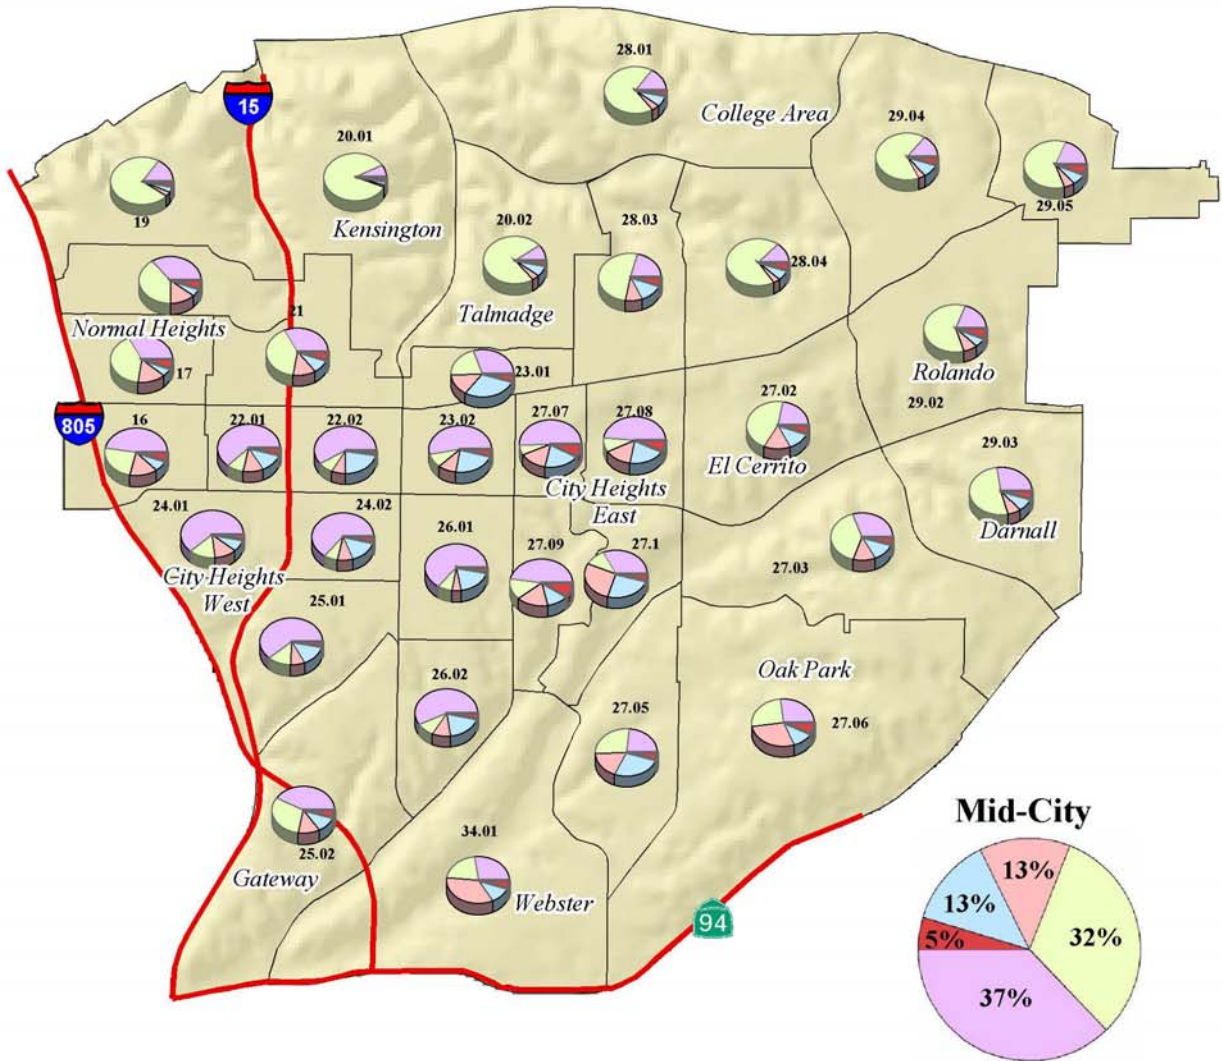 28.01
15
College Area
29.04
20.01
29.05
19
Kensington
20.02
28.03
28.04
Normal Heights
21
Talmadge
17
23.01
Rolando
29.02
805
16
22.01
22.02
23.02
27.07
27.08
27.02
El Cerrito
29.03
City Heights
East
Darnall
24.01
24.02
26.01
27.09
27.1
27.03
City Heights
West
25.01
Oak Park
26.02
27.05
27.06
Mid-City
34.01
25.02
Gateway
Webster
94
13%
13%
5%
32%
37%